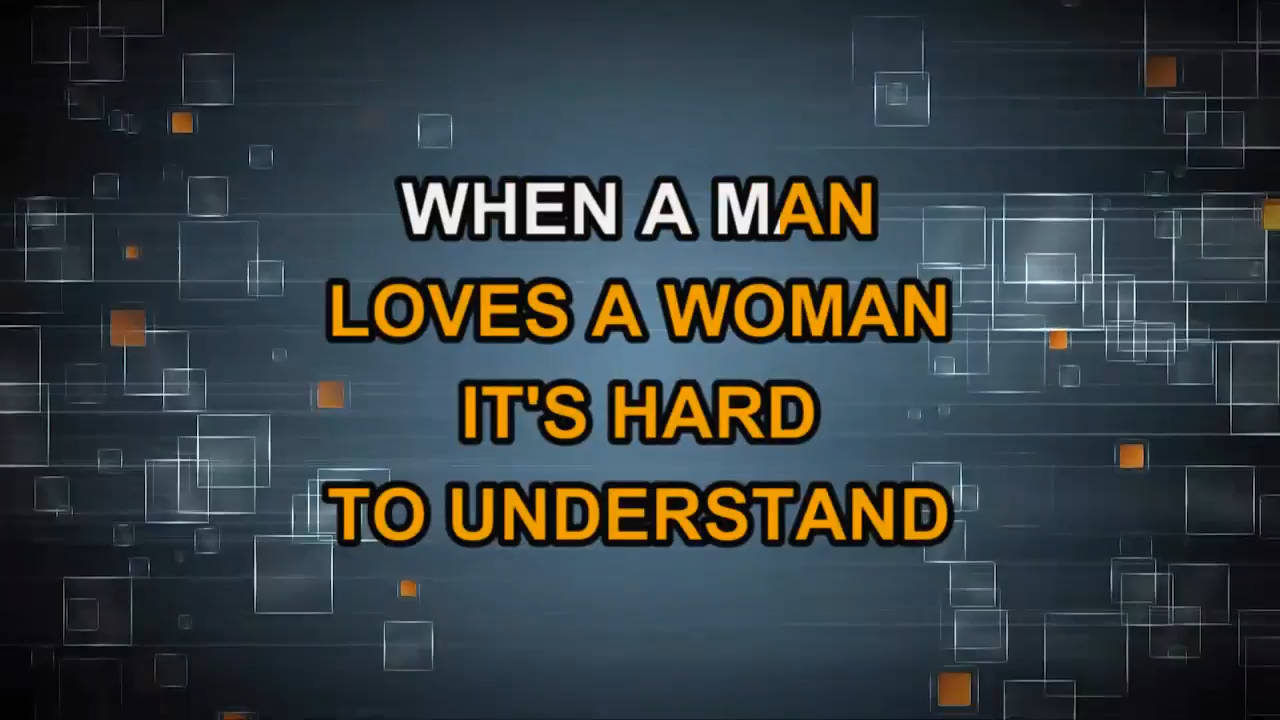 WHEN A MAN
LOVES A WOMAN
IT'S HARD
TO UNDERSTAND